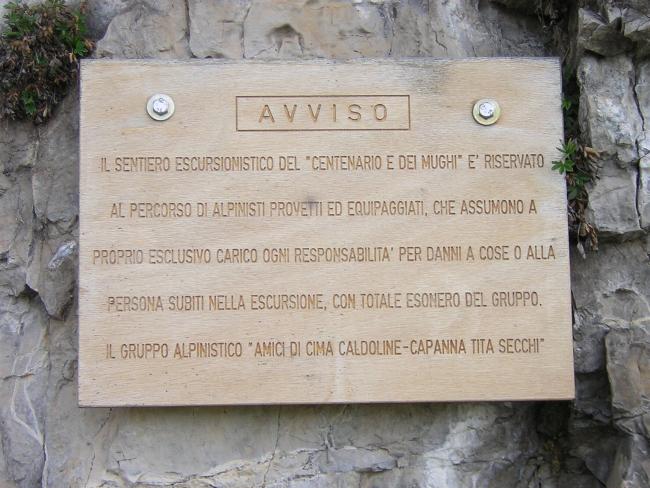 AVVISO
IL SENTIERO ESCURSIONISTICO DEL "CENTENARIO E DEI MUGHI" E' RISERVATO
AL PERCORSO DI ALPINISTI PROVETTI ED EQUIPAGGIATI, CHE ASSUMONO A
PROPRIO ESCLUSIVO CARICO OGNI RESPONSABILITA' PER DANNI A COSE O ALLA
PERSONA SUBITI NELLA ESCURSIONE, CON TOTALE ESONERO DEL GRUPPO.
IL GRUPPO ALPINISTICO "AMICI DI CIMA CALDOLINE-CAPANNA TITA SECCHI"